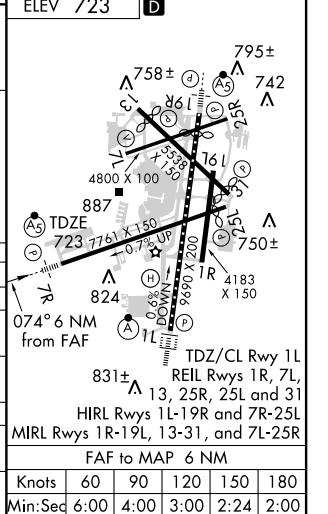 ELEV 723 D
795±
A5
758±
P
742
13
19R
25R
P
V
P
7L
5538 X 150
19L
4800 X 100
31
887
25L
A5
TDZE 723
P
7761 X 150
0.7% UP
P
750±
P
7R
H
1R
4183 X 150
824
9690 X 200
0.6% DOWN
074° 6 NM
from FAF
A
1L
P
831±
TDZ/CL Rwy 1L
REIL Rwys 1R, 7L,
13, 25R, 25L and 31
HIRL Rwys 1L-19R and 7R-25L
MIRL Rwys 1R-19L, 13-31, and 7L-25R
FAF to MAP 6 NM
Knots 60 90 120 150 180
Min:Sec 6:00 4:00 3:00 2:24 2:00